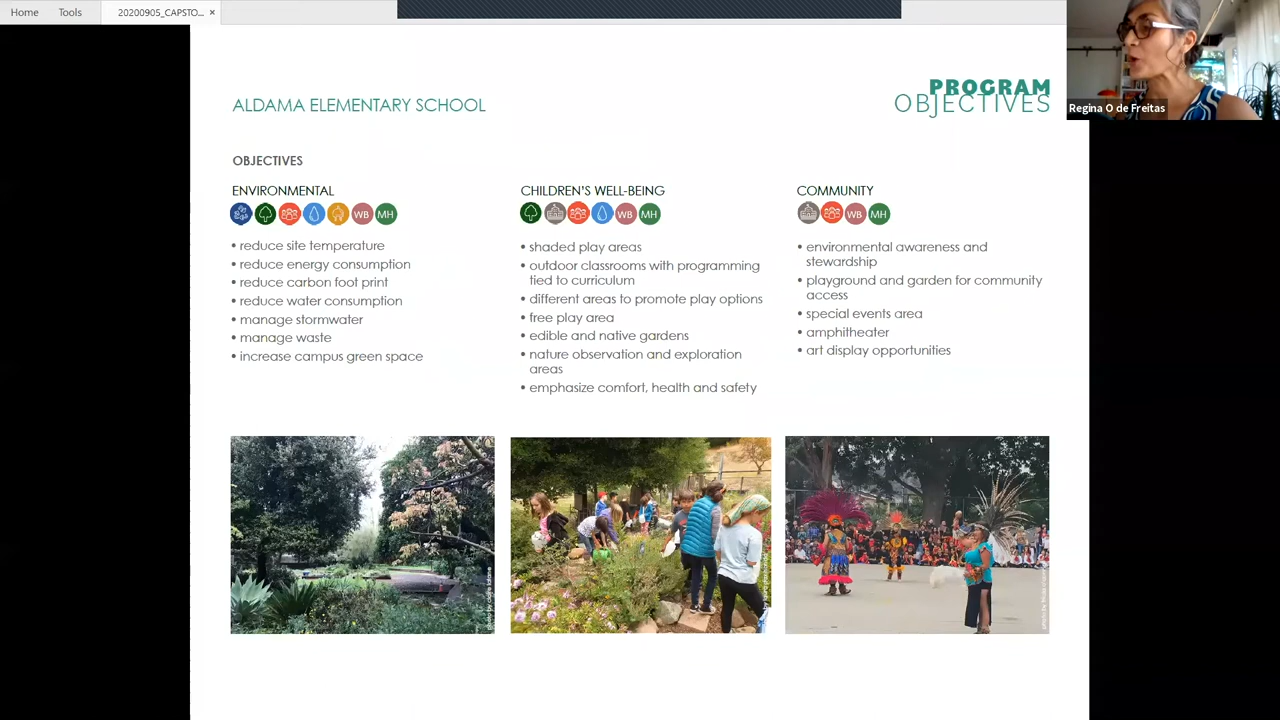 Home
Tools
20200905_CAPSTO...
×
Regina O de Freitas
PROGRAM
OBJECTIVES
ALDAMA ELEMENTARY SCHOOL
OBJECTIVES
ENVIRONMENTAL
WB
MH
• reduce site temperature
• reduce energy consumption
• reduce carbon foot print
• reduce water consumption
• manage stormwater
• manage waste
• increase campus green space
CHILDREN'S WELL-BEING
WB
MH
• shaded play areas
• outdoor classrooms with programming
tied to curriculum
• different areas to promote play options
• free play area
• edible and native gardens
• nature observation and exploration
areas
• emphasize comfort, health and safety
COMMUNITY
WB
MH
• environmental awareness and
stewardship
• playground and garden for community
access
• special events area
• amphitheater
• art display opportunities